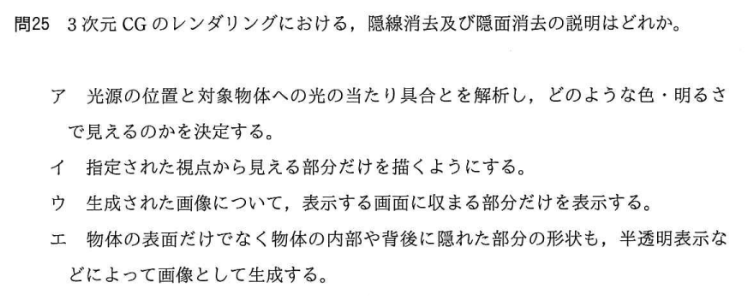 問25 3次元CGのレンダリングにおける，隠線消去及び隠面消去の説明はどれか。
ア 光源の位置と対象物体への光の当たり具合とを解析し，どのような色・明るさ
で見えるのかを決定する。
イ 指定された視点から見える部分だけを描くようにする。
ウ 生成された画像について，表示する画面に収まる部分だけを表示する。
エ 物体の表面だけでなく物体の内部や背後に隠れた部分の形状も，半透明表示な
どによって画像として生成する。